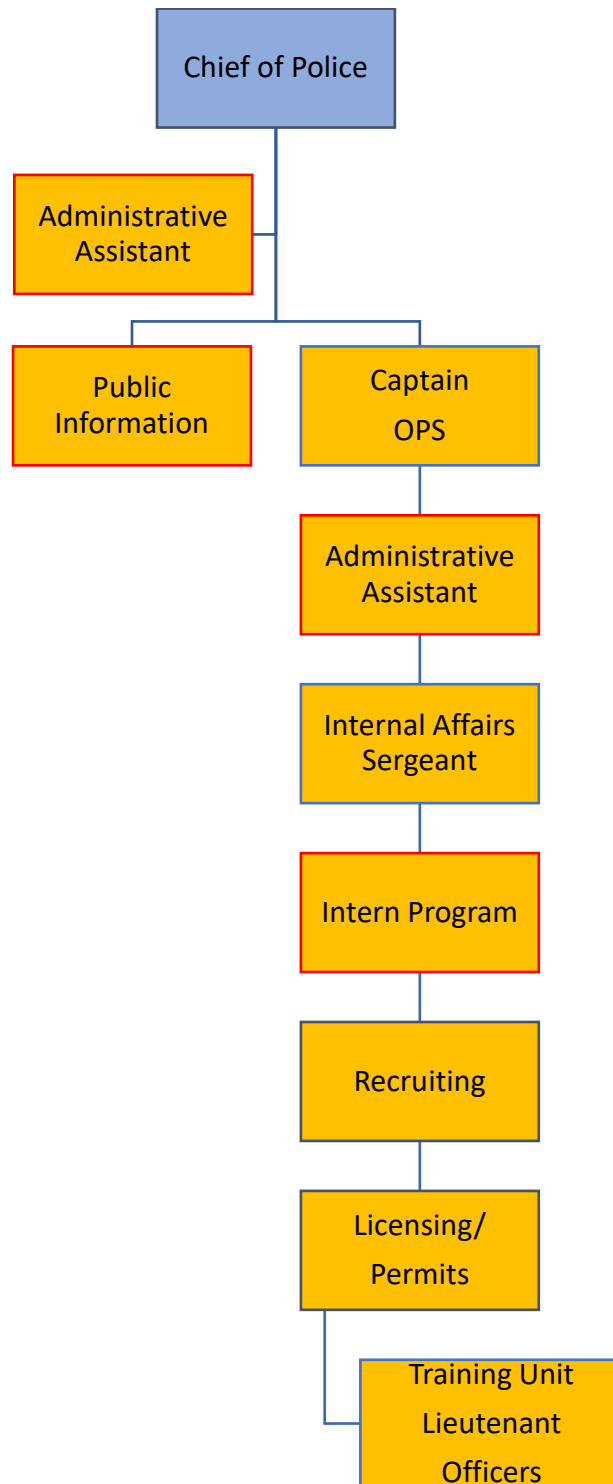 Chief of Police
Administrative
Assistant
Public
Information
Captain
OPS
Administrative
Assistant
Internal Affairs
Sergeant
Intern Program
Recruiting
Licensing/
Permits
Training Unit
Lieutenant
Officers